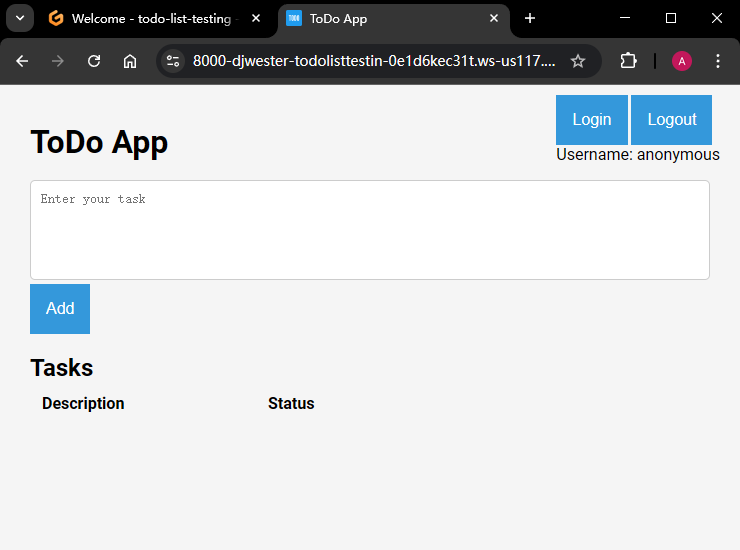 Welcome - todo-list-testing -
ToDo App
8000-djwester-todolisttestin-0e1d6kec31t.ws-us117....
A
Login
Logout
ToDo App
Username: anonymous
Enter your task
Add
Tasks
Description
Status